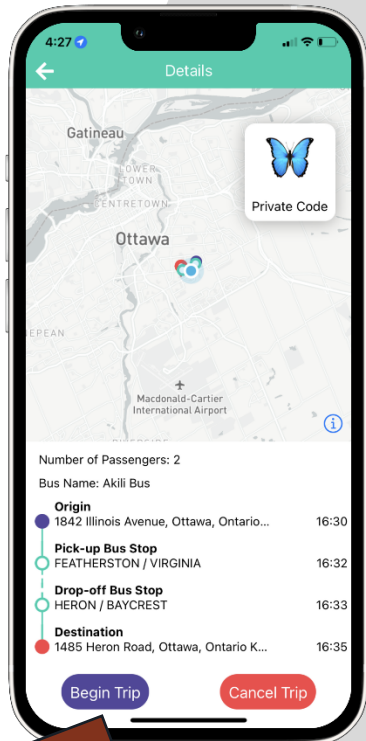 4:27
Details
Gatineau
LOWER
TOWN
CENTRETOWN
Private Code
Ottawa
EPEAN
Macdonald-Cartier
International Airport
RIVERSIDE
Number of Passengers: 2
Bus Name: Akili Bus
Origin
1842 Illinois Avenue, Ottawa, Ontario... 16:30
Pick-up Bus Stop
FEATHERSTON / VIRGINIA 16:32
Drop-off Bus Stop
HERON / BAYCREST 16:33
Destination
1485 Heron Road, Ottawa, Ontario K... 16:35
Begin Trip Cancel Trip